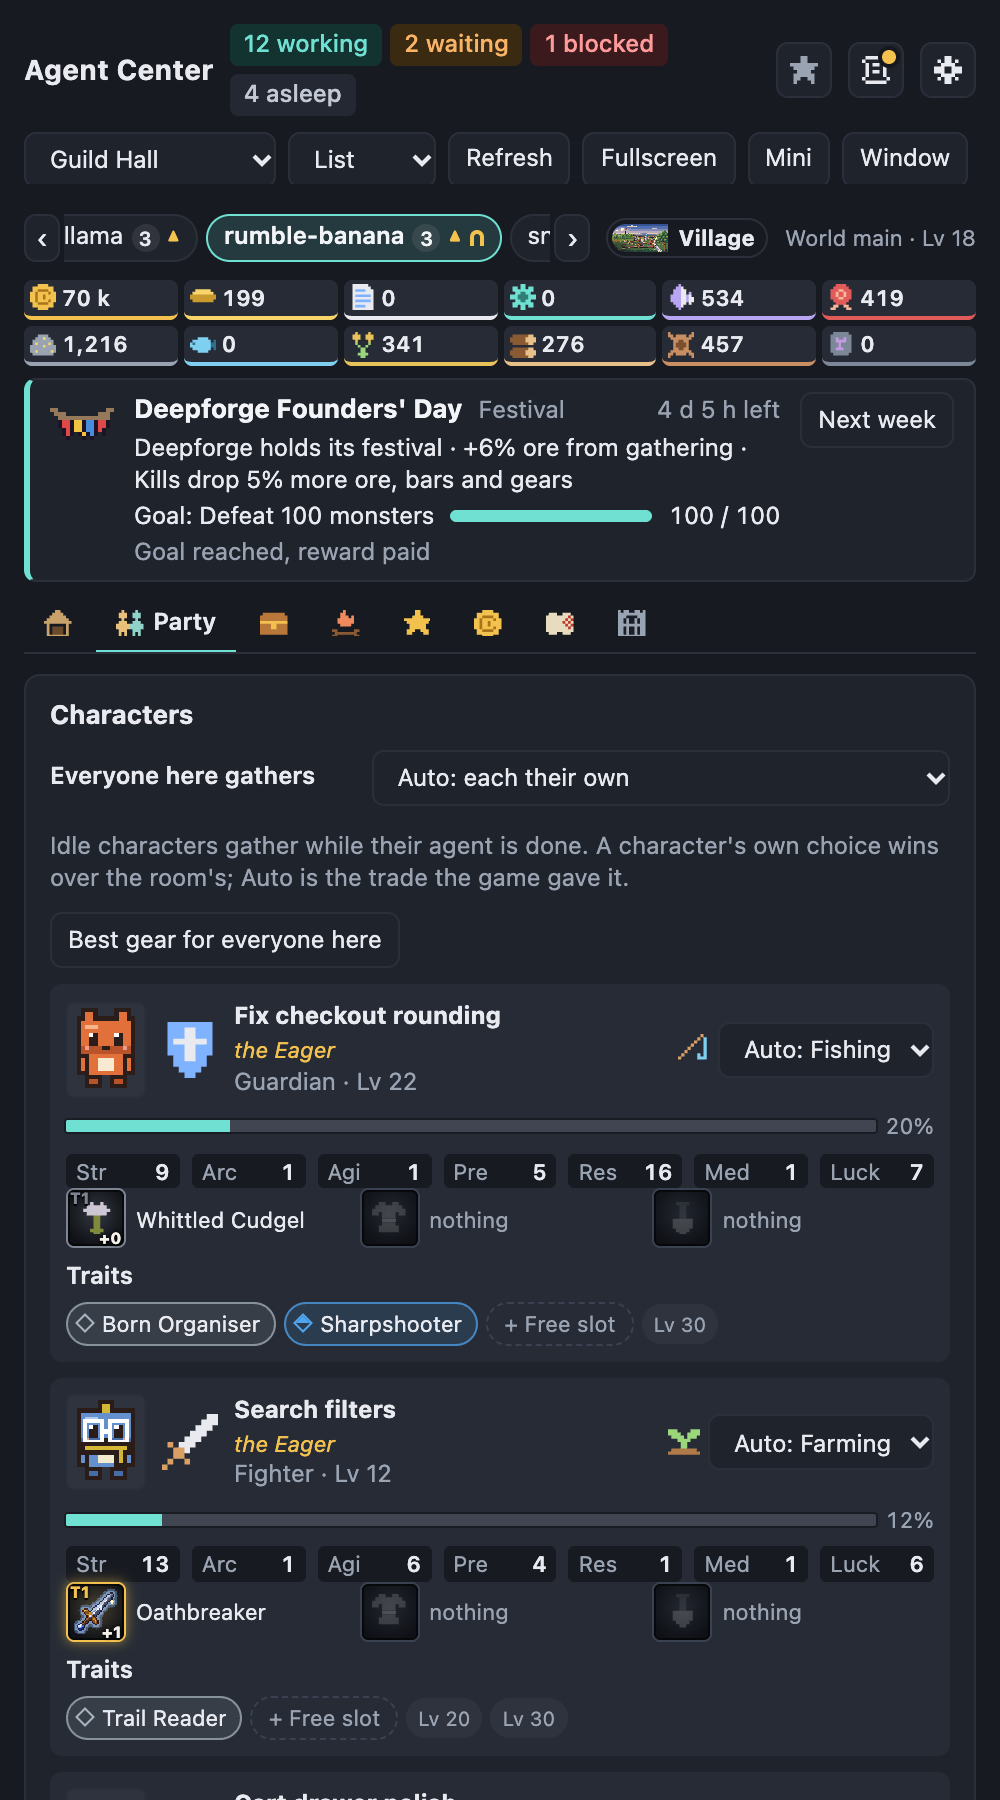 Agent Center
12 working
2 waiting
1 blocked
4 asleep
Guild Hall
List
Refresh
Fullscreen
Mini
Window
‹
llama 3
rumble-banana 3
›
Village
World main · Lv 18
70 k
199
0
0
534
419
1,216
0
341
276
457
0
Deepforge Founders' Day Festival
4 d 5 h left
Next week
Deepforge holds its festival · +6% ore from gathering ·
Kills drop 5% more ore, bars and gears
Goal: Defeat 100 monsters
100 / 100
Goal reached, reward paid
Party
Characters
Everyone here gathers
Auto: each their own
Idle characters gather while their agent is done. A character's own choice wins
over the room's; Auto is the trade the game gave it.
Best gear for everyone here
Fix checkout rounding
the Eager
Guardian · Lv 22
Auto: Fishing
20%
Str 9
Arc 1
Agi 1
Pre 5
Res 16
Med 1
Luck 7
T1
+0
Whittled Cudgel
nothing
nothing
Traits
Born Organiser
Sharpshooter
+ Free slot
Lv 30
Search filters
the Eager
Fighter · Lv 12
Auto: Farming
12%
Str 13
Arc 1
Agi 6
Pre 4
Res 1
Med 1
Luck 6
T1
+1
Oathbreaker
nothing
nothing
Traits
Trail Reader
+ Free slot
Lv 20
Lv 30